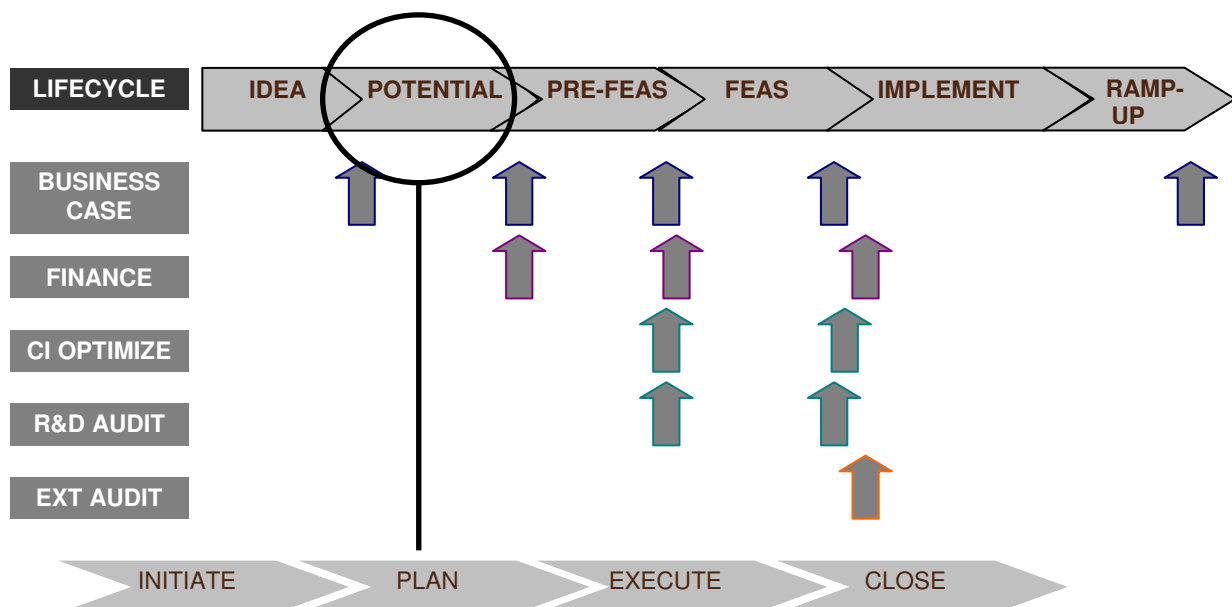 LIFECYCLE
IDEA
POTENTIAL
PRE-FEAS
FEAS
IMPLEMENT
RAMP-
UP
BUSINESS
CASE
FINANCE
CI OPTIMIZE
R&D AUDIT
EXT AUDIT
INITIATE
PLAN
EXECUTE
CLOSE